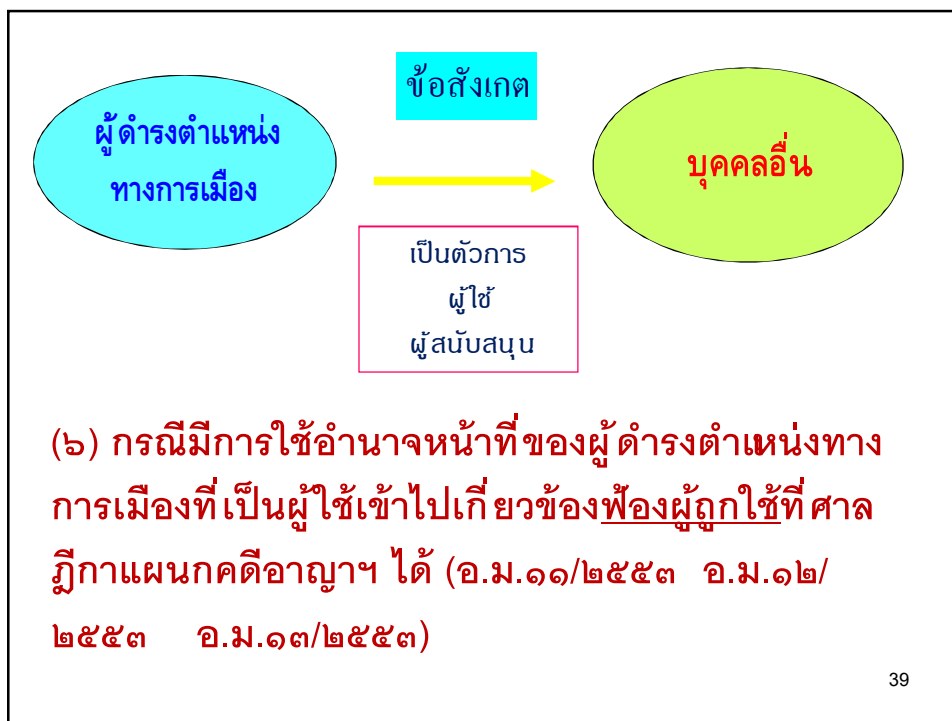 ข้อสังเกต
ผู้ดำรงตำแหน่ง
ทางการเมือง
บุคคลอื่น
เป็นตัวการ
ผู้ใช้
ผู้สนับสนุน
(๖) กรณีมีการใช้อำนาจหน้าที่ของผู้ดำรงตำแหน่งทาง
การเมืองที่เป็นผู้ใช้เข้าไปเกี่ยวข้องฟ้องผู้ถูกใช้ที่ศาล
ฎีกาแผนกคดีอาญาฯ ได้ (อ.ม.๑๑/๒๕๕๓ อ.ม.๑๒/
๒๕๕๓ อ.ม.๑๓/๒๕๕๓)
39